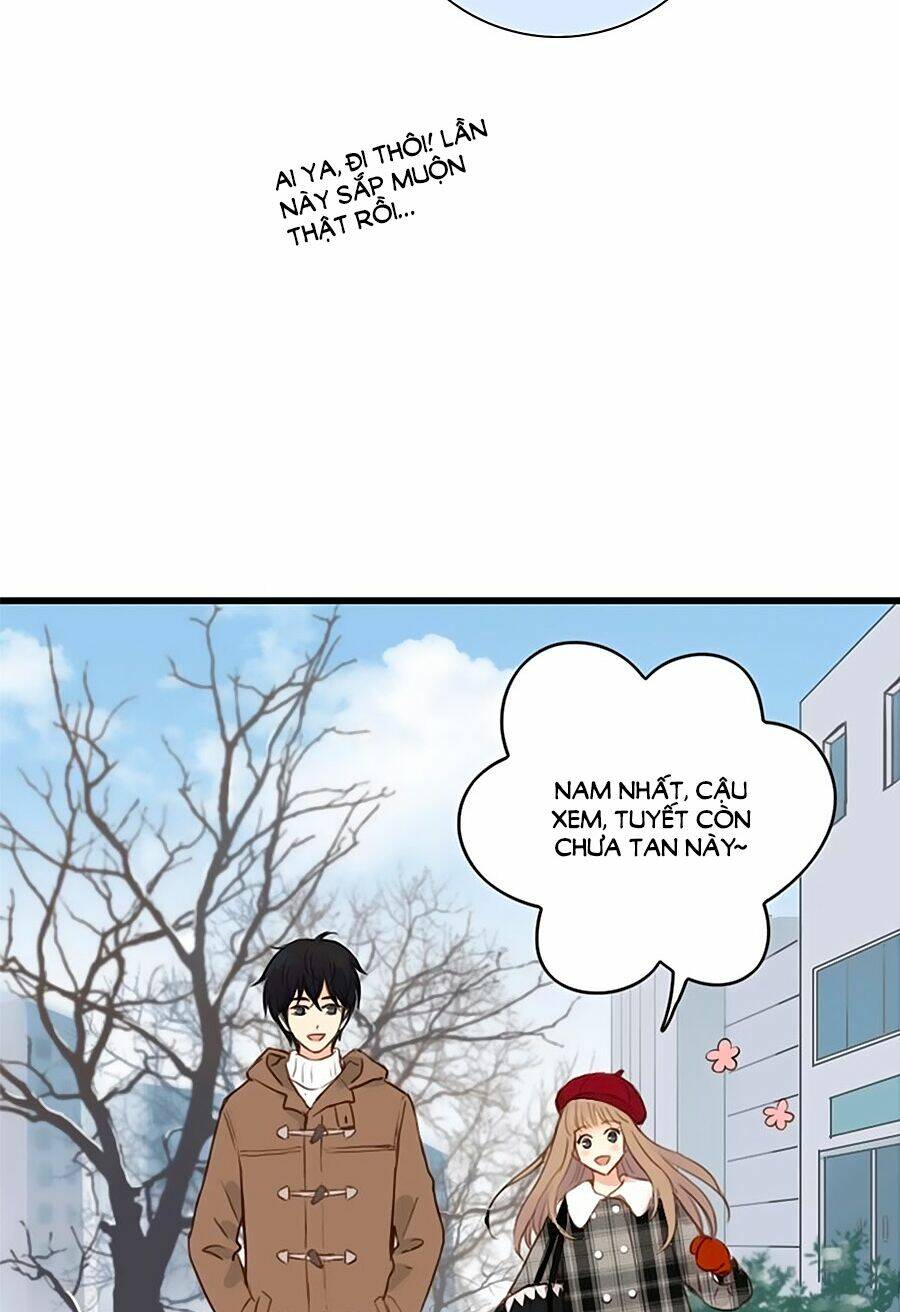 AI YA, ĐI THÔI! LẦN
NÀY SẮP MUỘN
THẬT RỒI...
NAM NHẤT, CẬU
XEM, TUYẾT CÒN
CHƯA TAN NÀY~